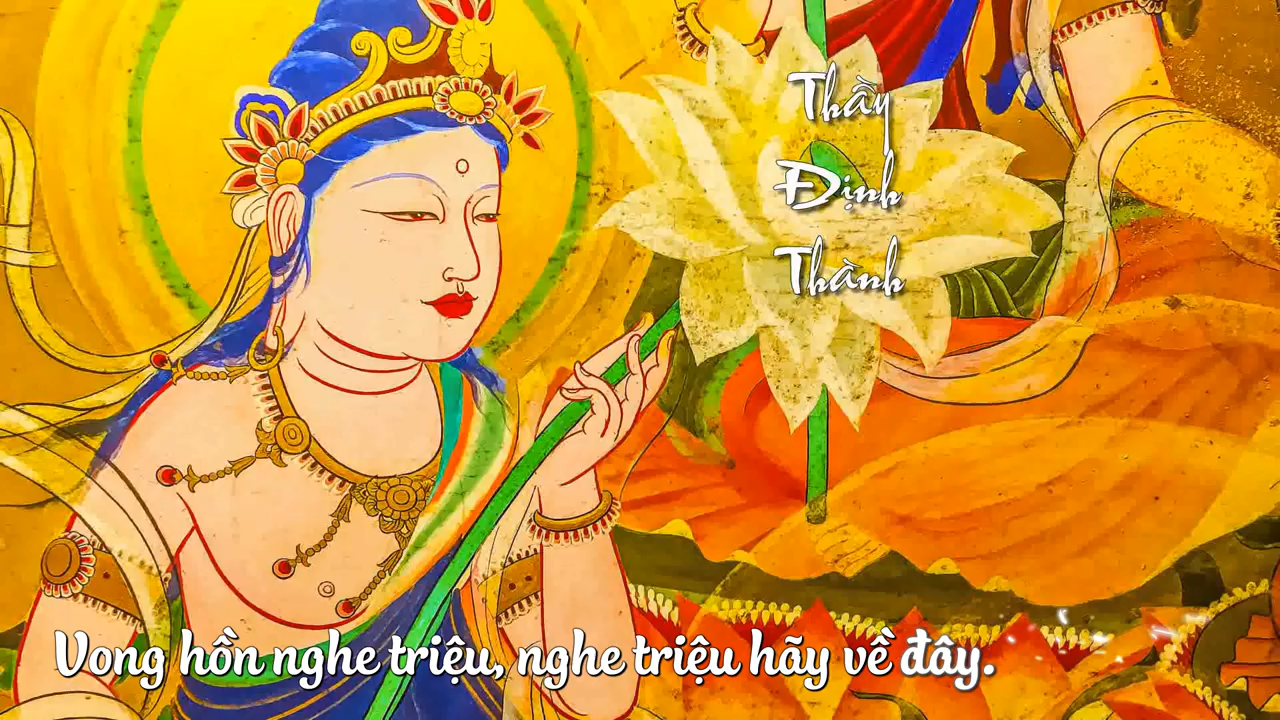 Thầy
Định
Thành
Vong hồn nghe triệu, nghe triệu hãy về đây.